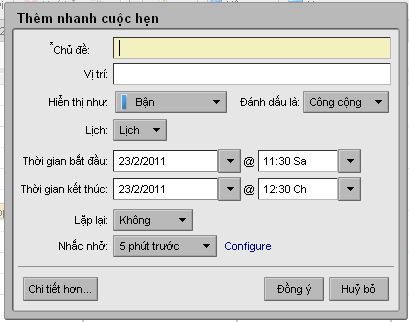 Thêm nhanh cuộc hẹn
*Chủ đề:
Vị trí:
Hiển thị như: Bận Đánh dấu là: Công cộng
Lịch: Lịch
Thời gian bắt đầu: 23/2/2011 @ 11:30 Sa
Thời gian kết thúc: 23/2/2011 @ 12:30 Ch
Lặp lại: Không
Nhắc nhở: 5 phút trước Configure
Chi tiết hơn... Đồng ý Huỷ bỏ